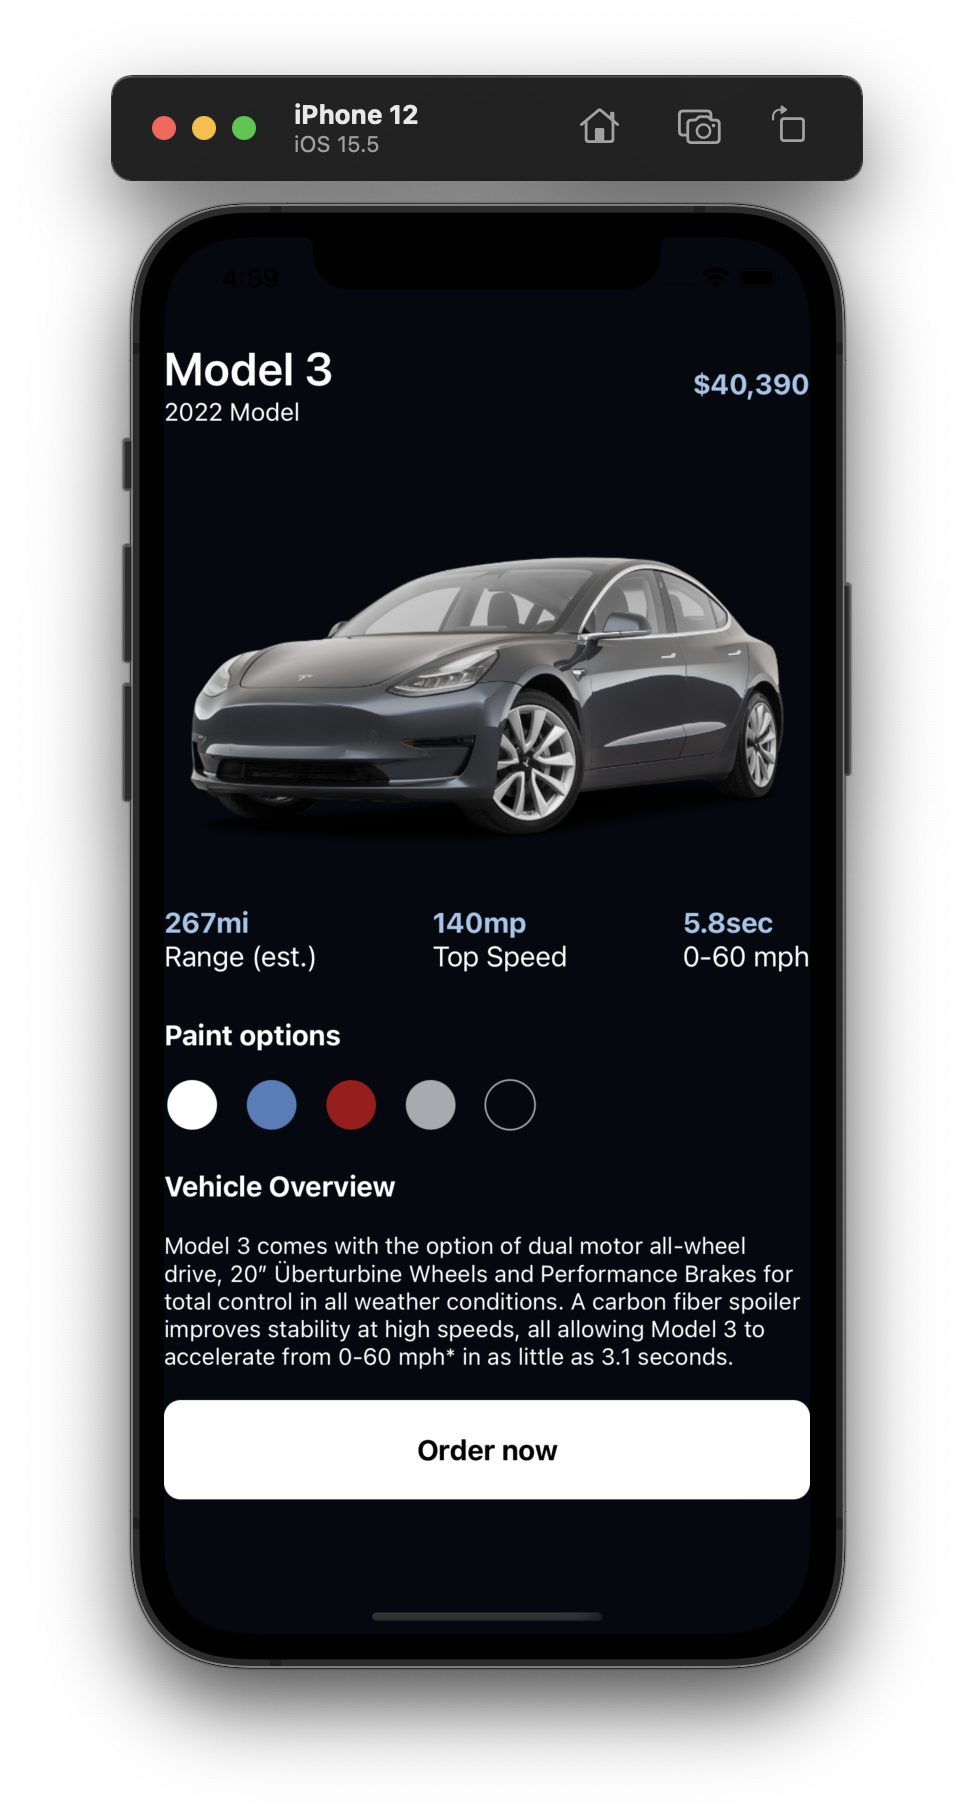 iPhone 12
iOS 15.5
4:59
Model 3
2022 Model
$40,390
267mi
Range (est.)
140mp
Top Speed
5.8sec
0-60 mph
Paint options
Vehicle Overview
Model 3 comes with the option of dual motor all-wheel
drive, 20″ Überturbine Wheels and Performance Brakes for
total control in all weather conditions. A carbon fiber spoiler
improves stability at high speeds, all allowing Model 3 to
accelerate from 0-60 mph* in as little as 3.1 seconds.
Order now